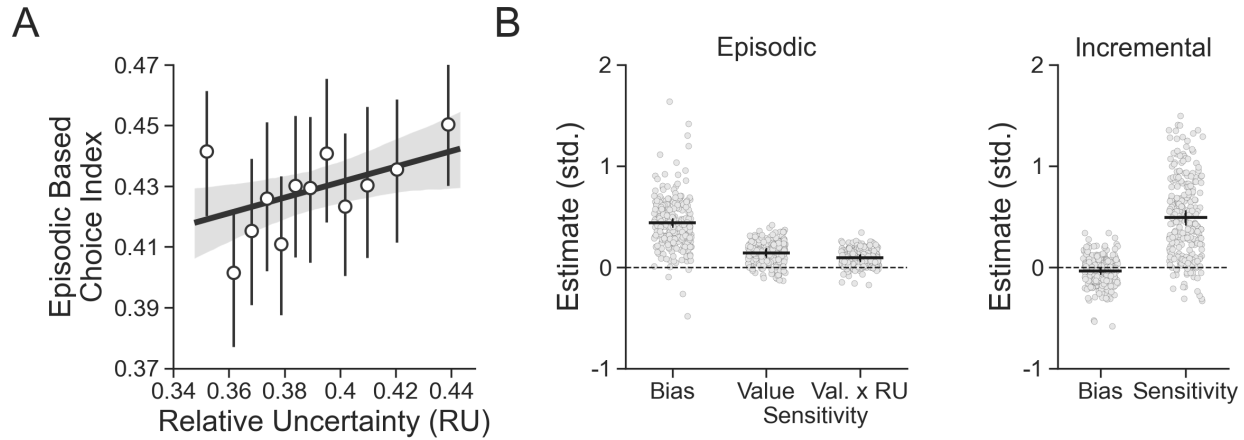 A
Episodic Based
Choice Index
0.47
0.45
0.43
0.41
0.39
0.37
0.34
0.36
0.38
0.4
0.42
0.44
Relative Uncertainty (RU)
B
Episodic
Estimate (std.)
2
1
0
-1
Bias
Value
Val. x RU
Sensitivity
Incremental
Estimate (std.)
2
1
0
-1
Bias
Sensitivity